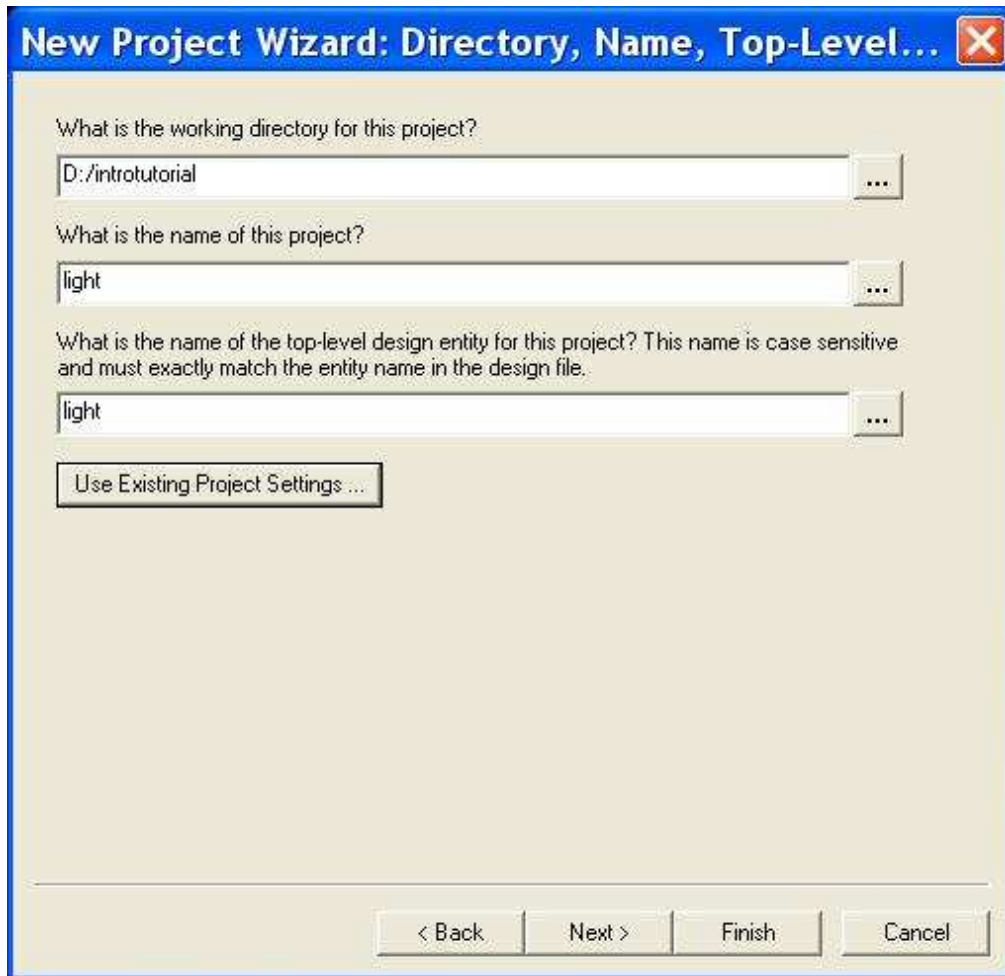 New Project Wizard: Directory, Name, Top-Level...
What is the working directory for this project?
D:/introtutorial
...
What is the name of this project?
light
...
What is the name of the top-level design entity for this project? This name is case sensitive
and must exactly match the entity name in the design file.
light
...
Use Existing Project Settings ...
< Back
Next >
Finish
Cancel